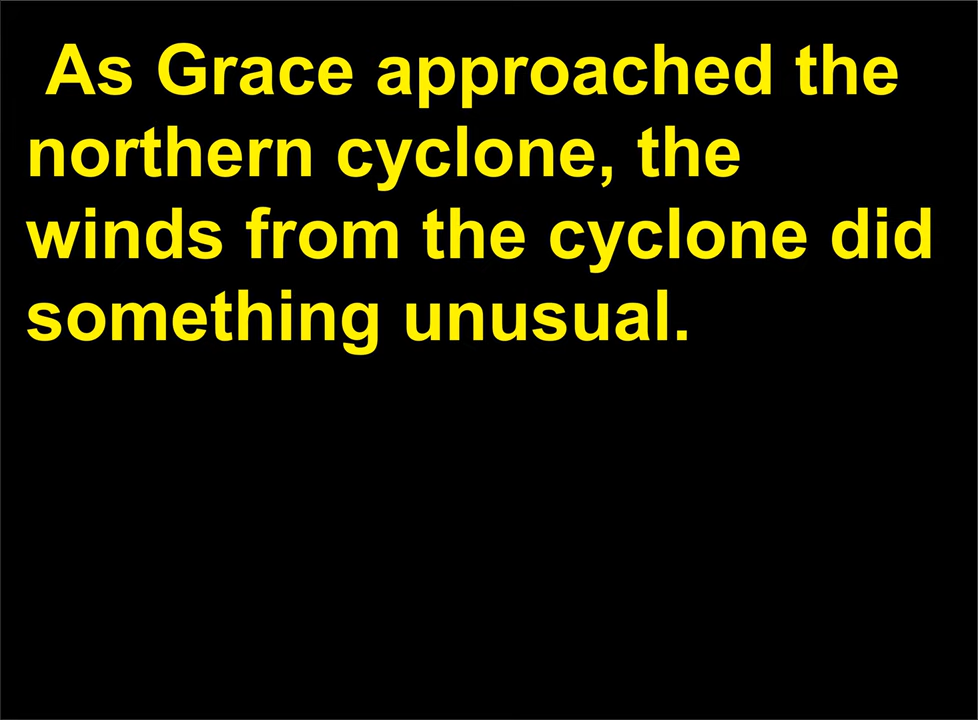 As Grace approached the
northern cyclone, the
winds from the cyclone did
something unusual.